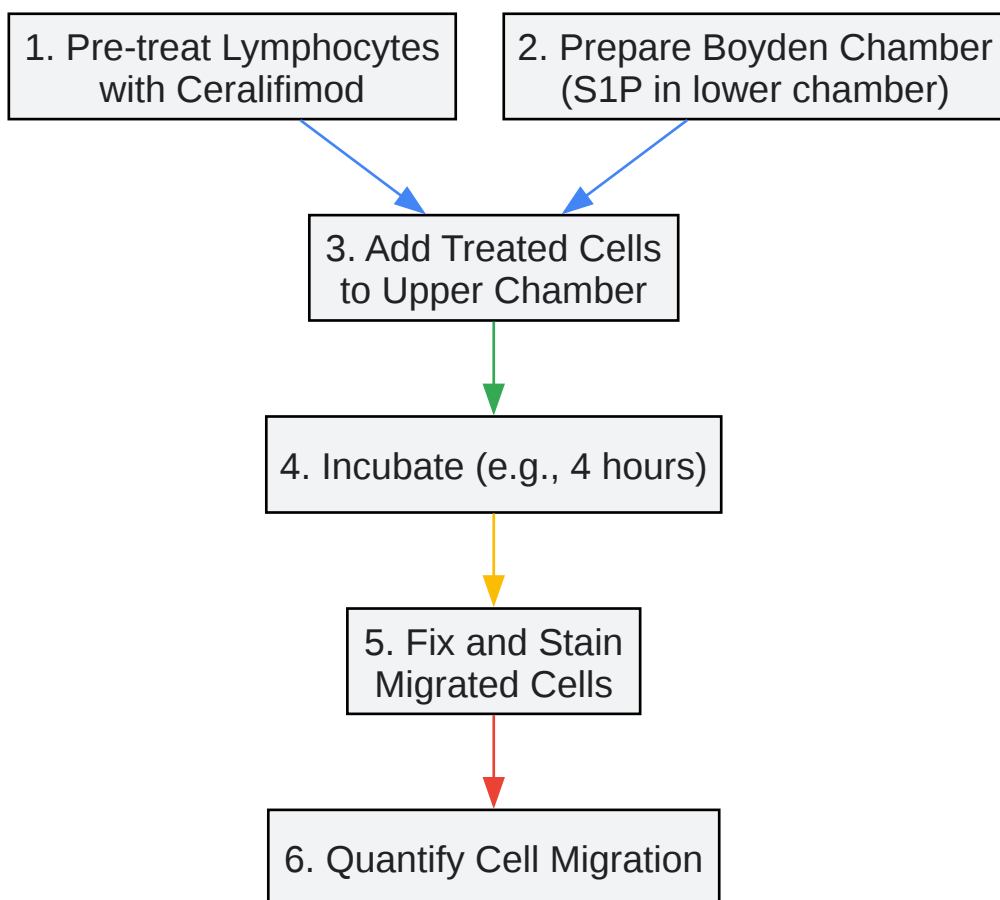 1. Pre-treat Lymphocytes
with Ceralifimod
2. Prepare Boyden Chamber
(S1P in lower chamber)
3. Add Treated Cells
to Upper Chamber
4. Incubate (e.g., 4 hours)
5. Fix and Stain
Migrated Cells
6. Quantify Cell Migration